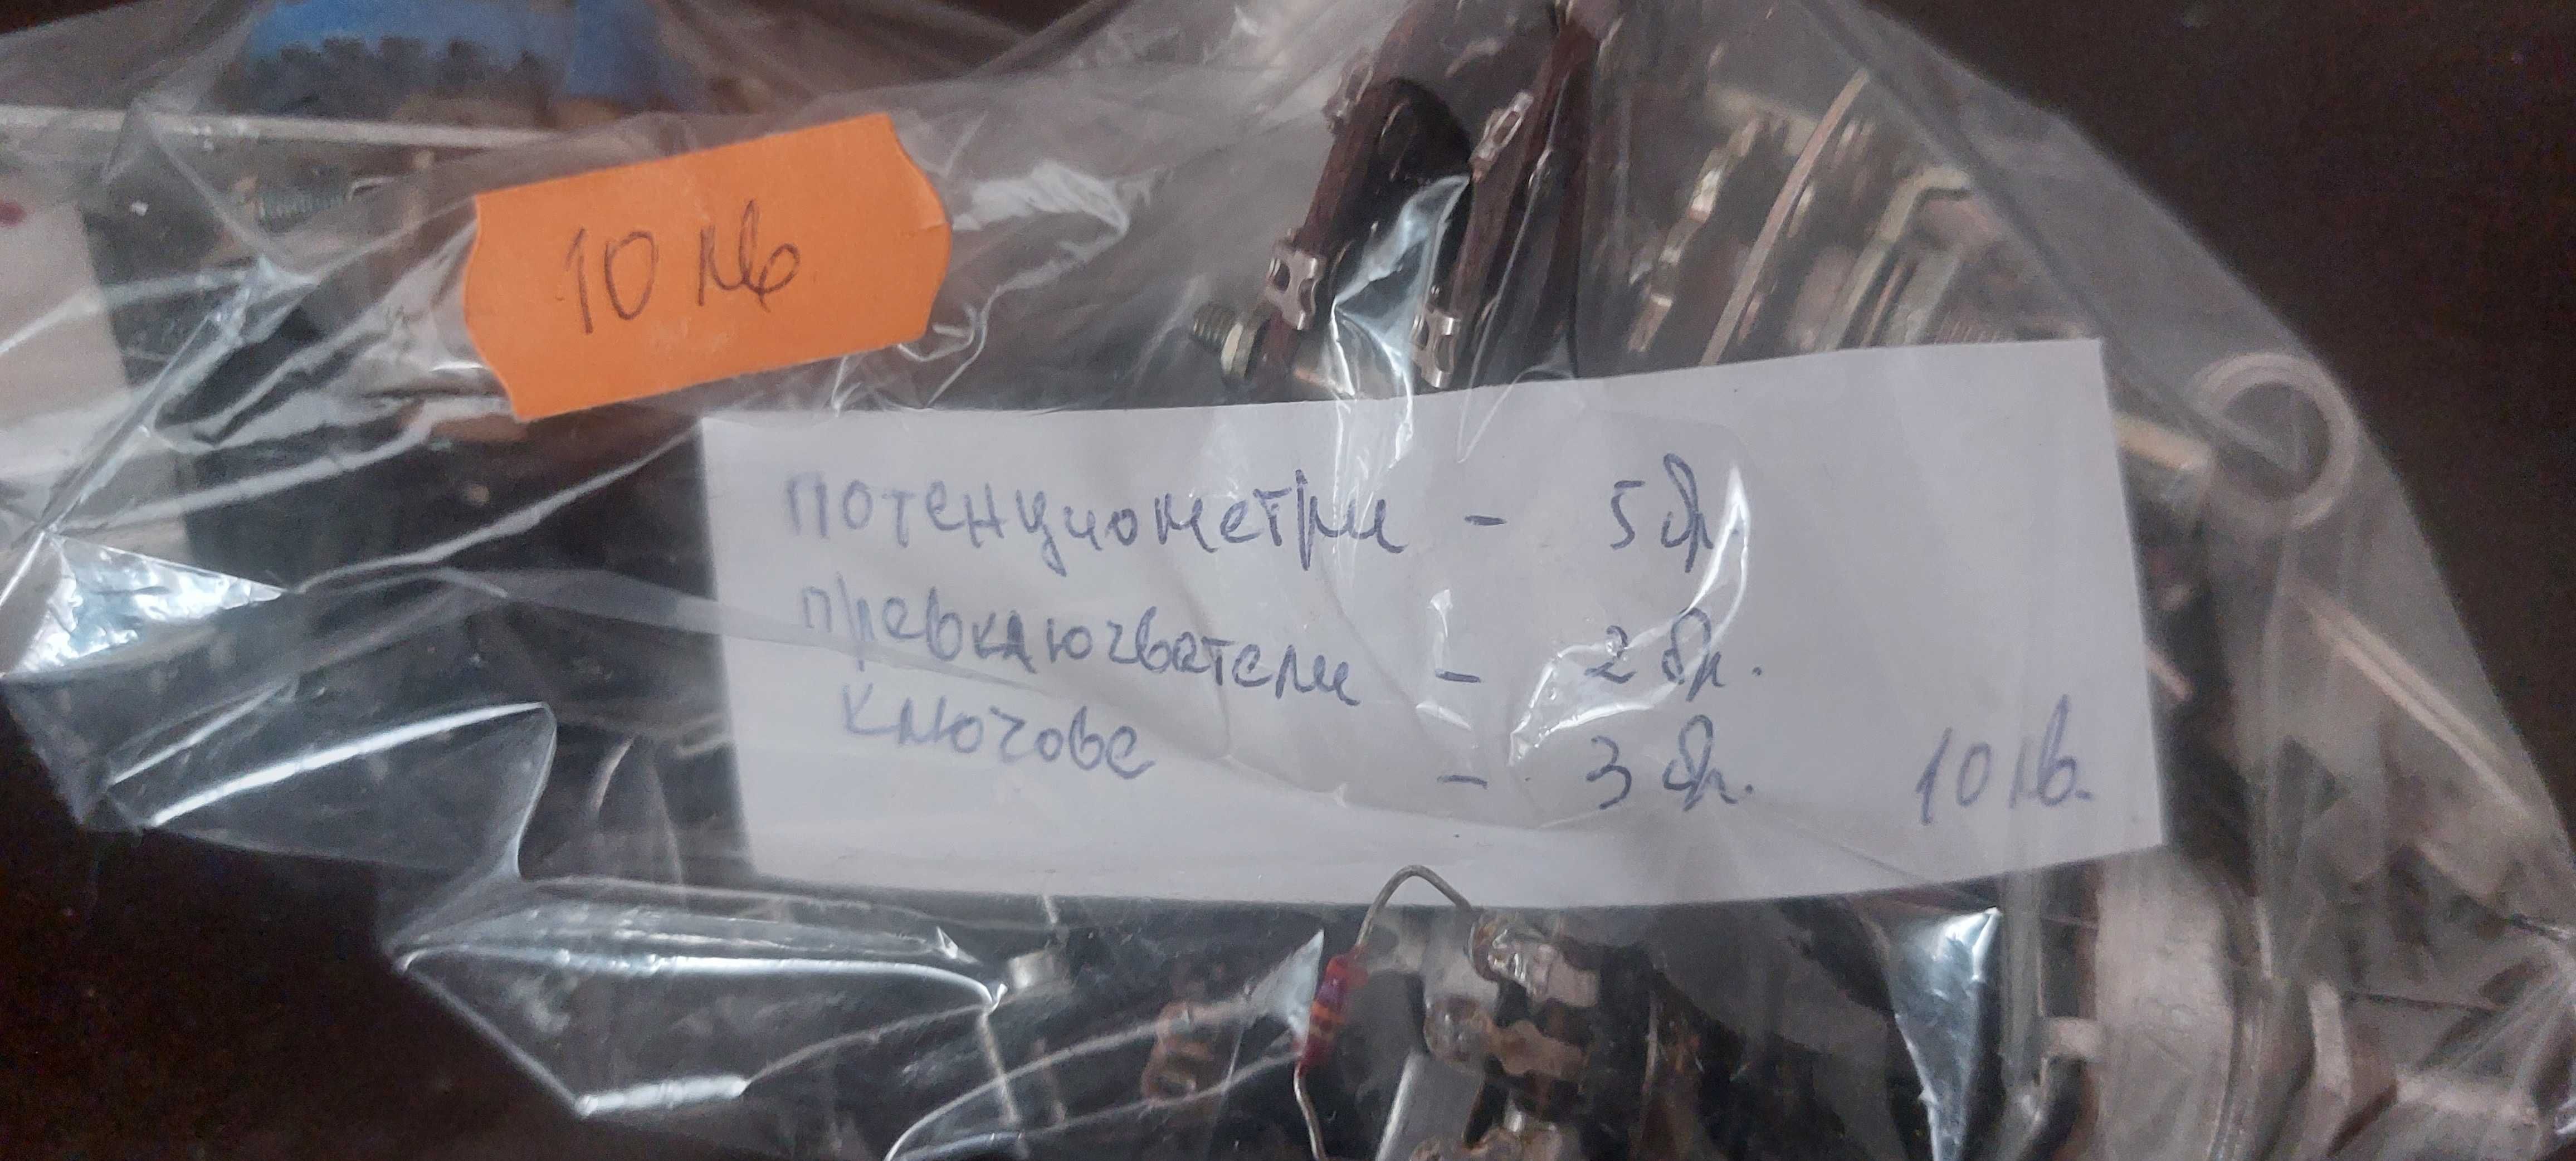 10 лв
потенциометри - 5 бр
превключватели - 2 бр.
ключове - 3 бр. 10 лв.